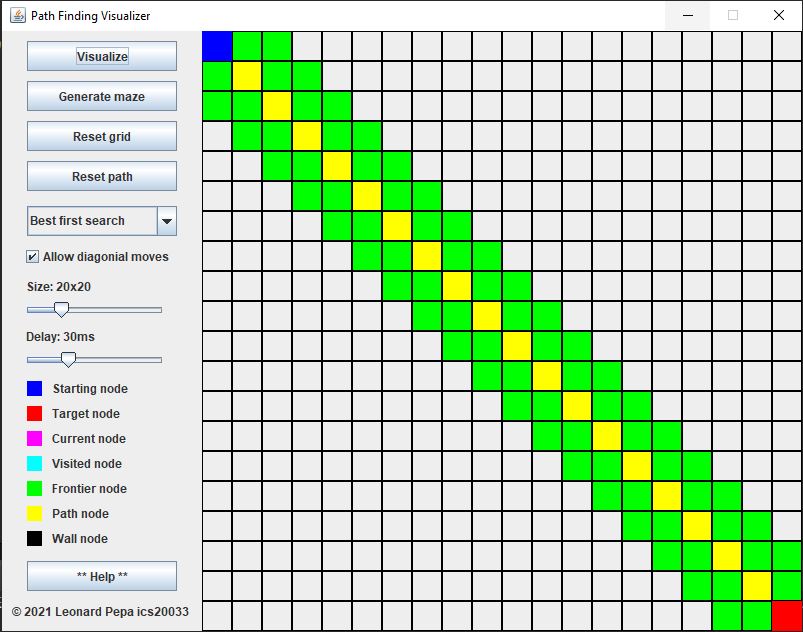 Path Finding Visualizer
Visualize
Generate maze
Reset grid
Reset path
Best first search
Allow diagonial moves
Size: 20x20
Delay: 30ms
Starting node
Target node
Current node
Visited node
Frontier node
Path node
Wall node
** Help **
© 2021 Leonard Pepa ics20033